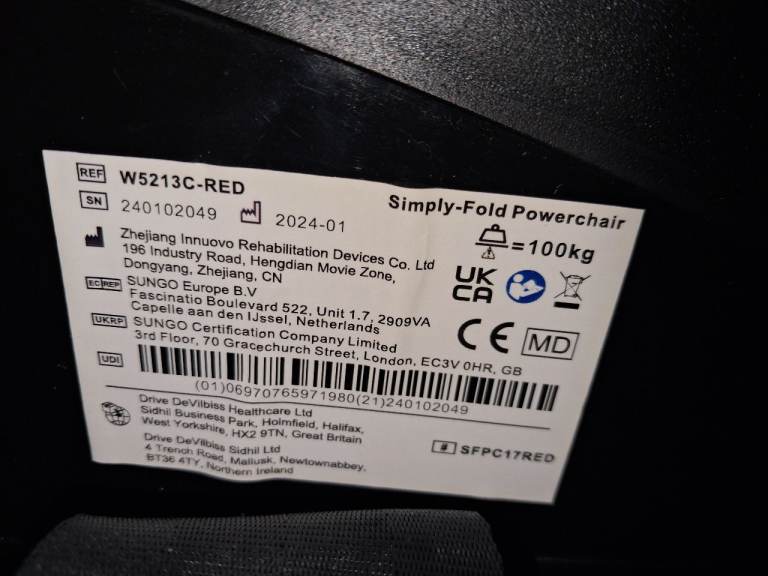 REF W5213C-RED
Simply-Fold Powerchair
SN 240102049 2024-01
=100kg
Zhejiang Innuovo Rehabilitation Devices Co. Ltd
196 Industry Road, Hengdian Movie Zone,
Dongyang, Zhejiang, CN
UK
CA
EC REP SUNGO Europe B.V
Fascinatio Boulevard 522, Unit 1.7, 2909VA
Capelle aan den IJssel, Netherlands
CE MD
UKRP SUNGO Certification Company Limited
3rd Floor, 70 Gracechurch Street, London, EC3V 0HR, GB
UDI
(01)06970765971980(21)240102049
Drive DeVilbiss Healthcare Ltd
Sidhil Business Park, Holmfield, Halifax,
West Yorkshire, HX2 9TN, Great Britain
# SFPC17RED
Drive DeVilbiss Sidhil Ltd
4 Trench Road, Mallusk, Newtownabbey,
BT36 4TY, Northern Ireland